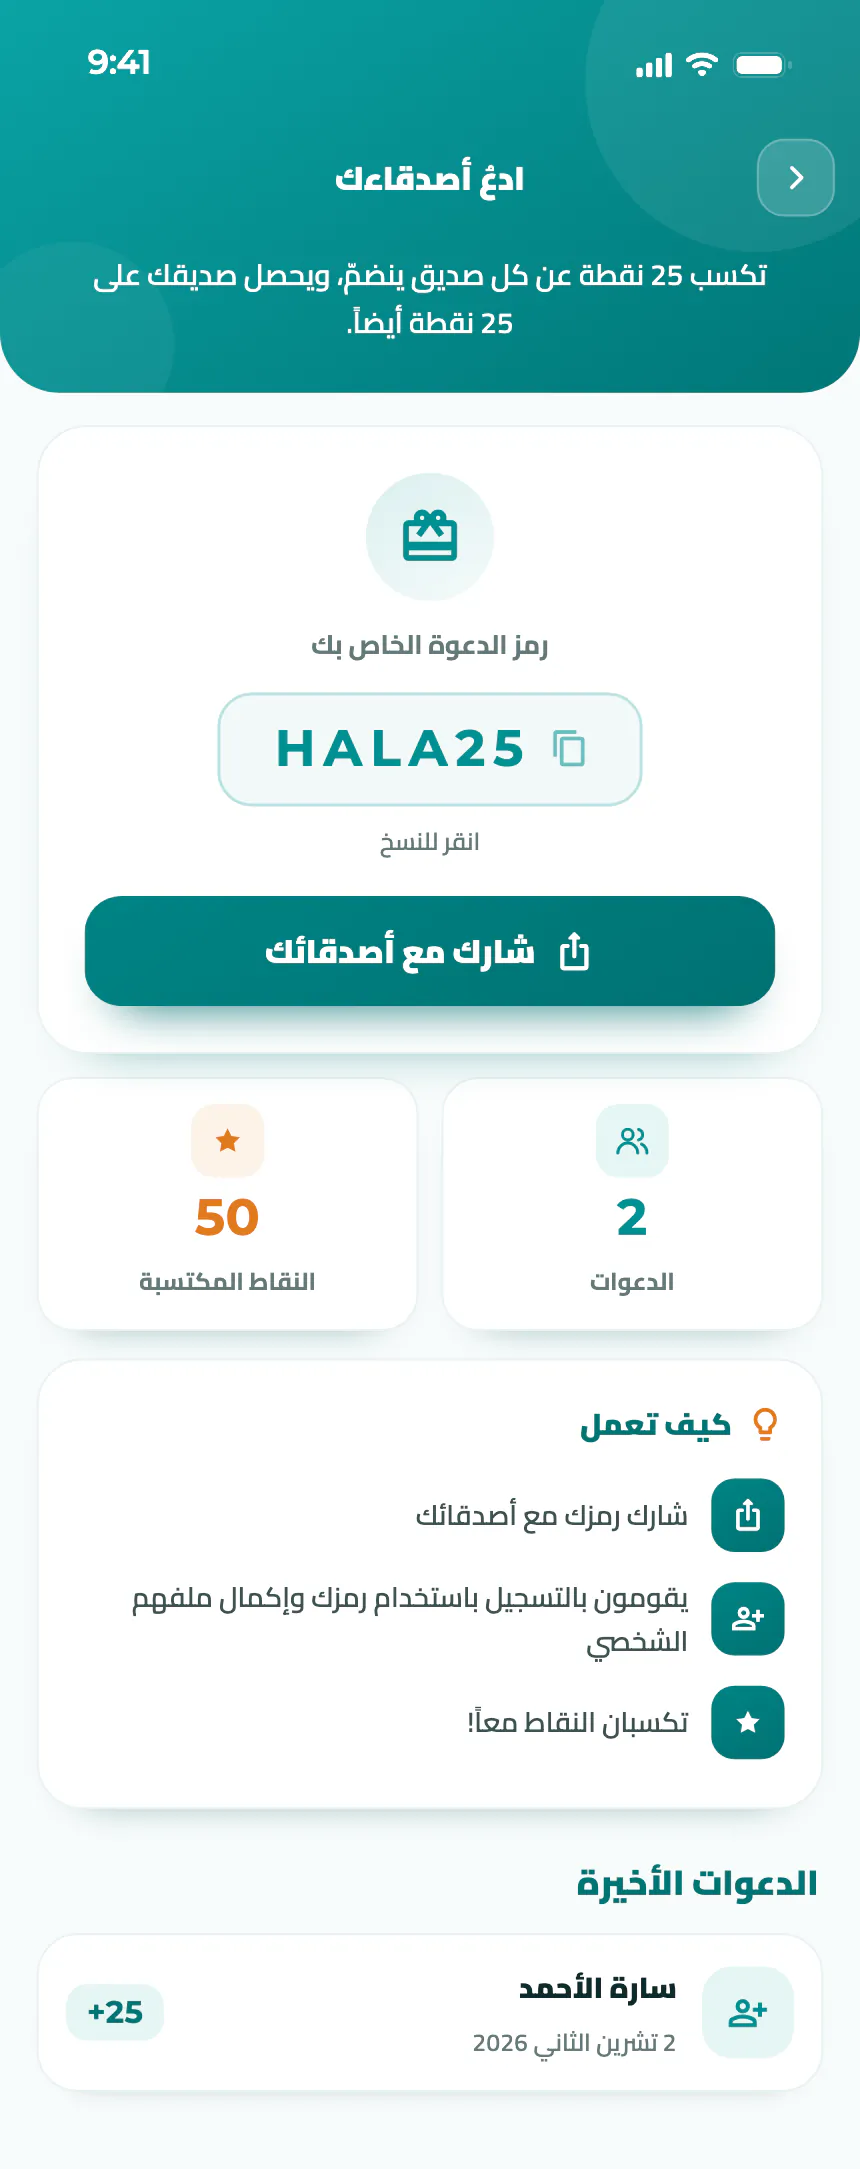 9:41
ادعُ أصدقاءك
تكسب 25 نقطة عن كل صديق ينضمّ، ويحصل صديقك على
25 نقطة أيضاً.
رمز الدعوة الخاص بك
HALA25
انقر للنسخ
شارك مع أصدقائك
2
الدعوات
50
النقاط المكتسبة
كيف تعمل
شارك رمزك مع أصدقائك
يقومون بالتسجيل باستخدام رمزك وإكمال ملفهم
الشخصي
تكسبان النقاط معاً!
الدعوات الأخيرة
سارة الأحمد
2 تشرين الثاني 2026
+25